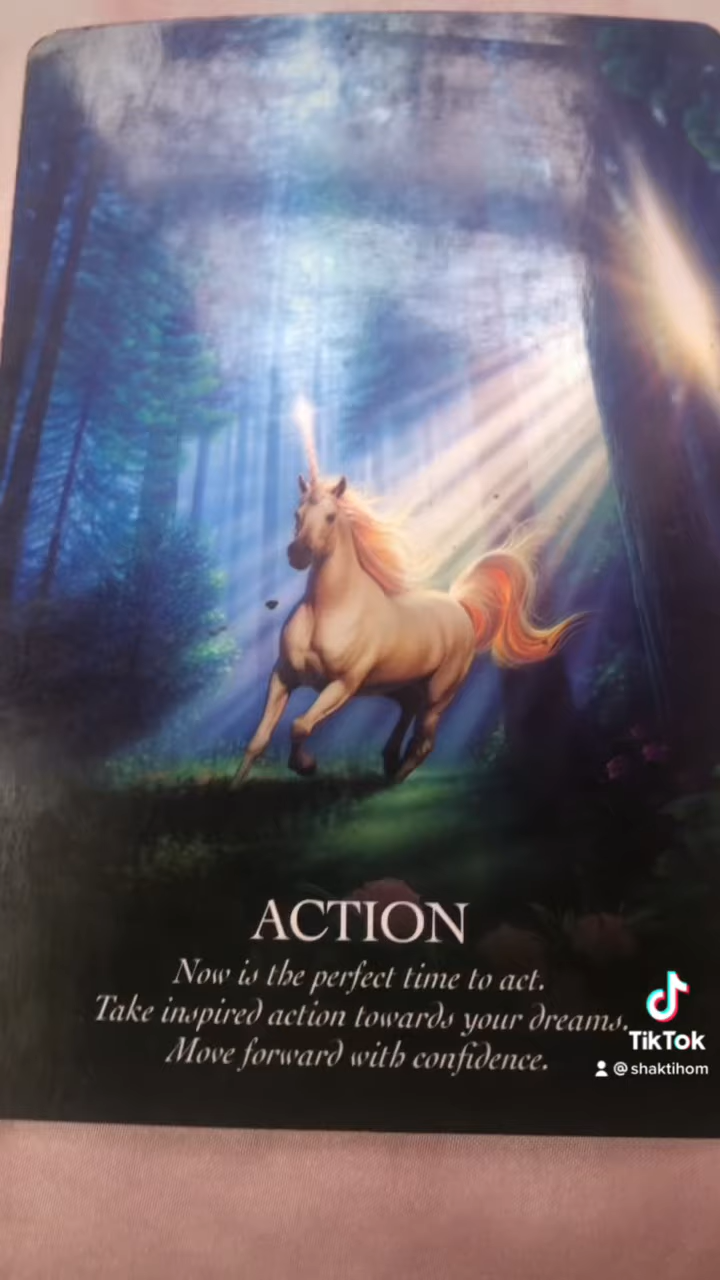 ACTION
Now is the perfect time to act.
Take inspired action towards your dreams.
Move forward with confidence.
TikTok
@shaktihom